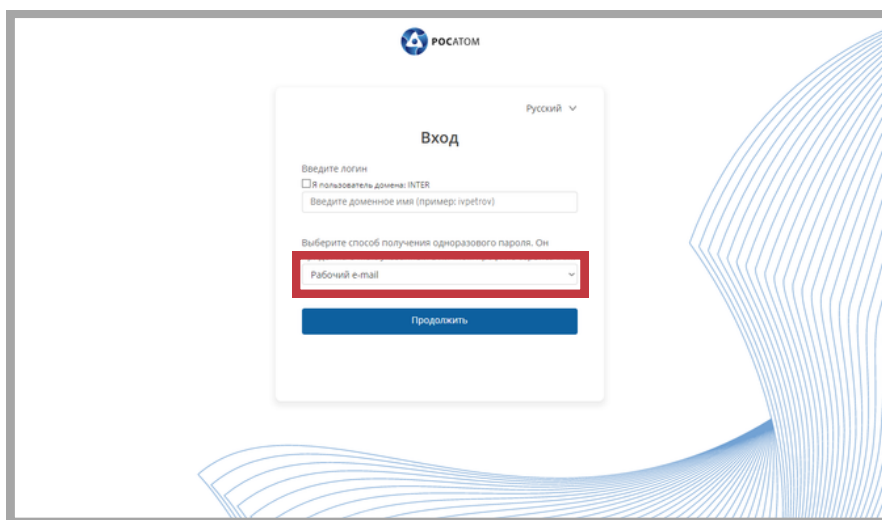 РОСАТОМ
Русский
Вход
Введите логин
Я пользователь домена: INTER
Введите доменное имя (пример: ivpetrov)
Выберите способ получения одноразового пароля. Он
Рабочий e-mail
Продолжить